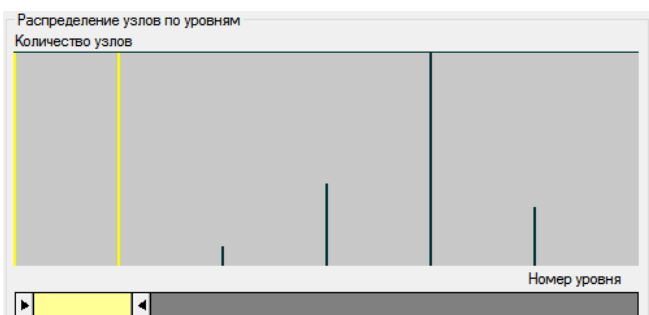 Распределение узлов по уровням
Количество узлов
Номер уровня